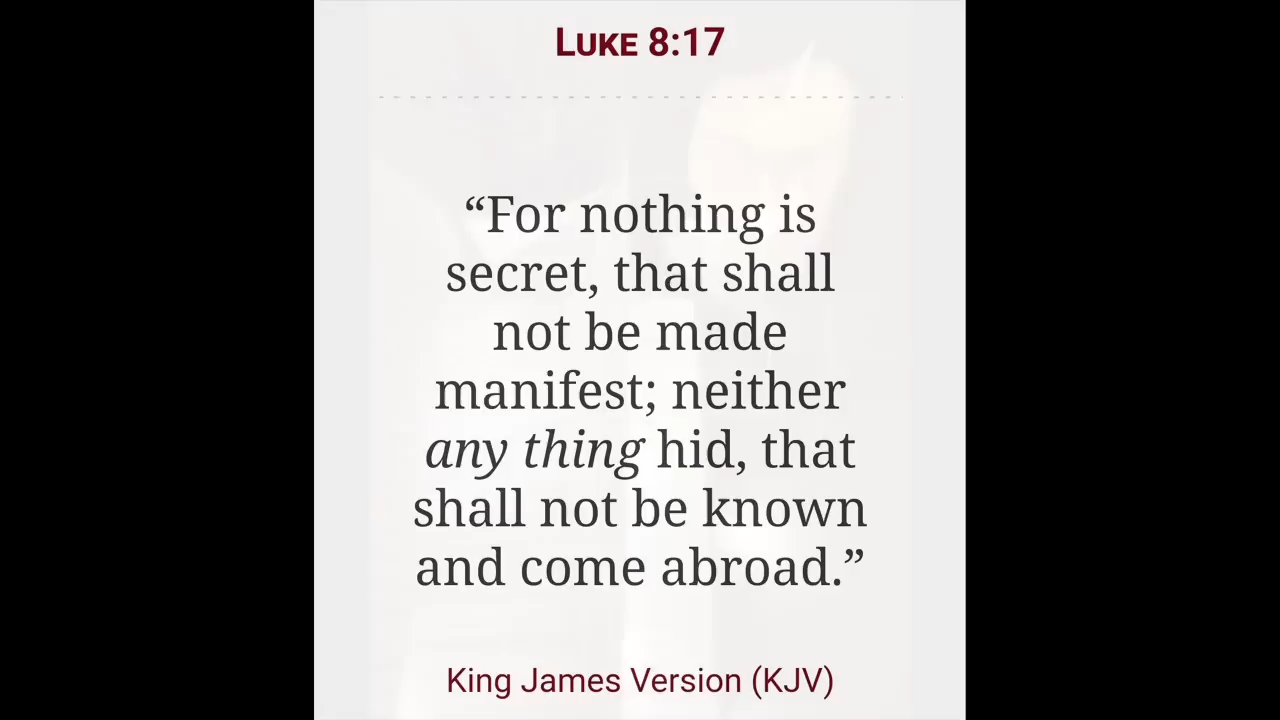 Luke 8:17
“For nothing is
secret, that shall
not be made
manifest; neither
any thing hid, that
shall not be known
and come abroad.”
King James Version (KJV)